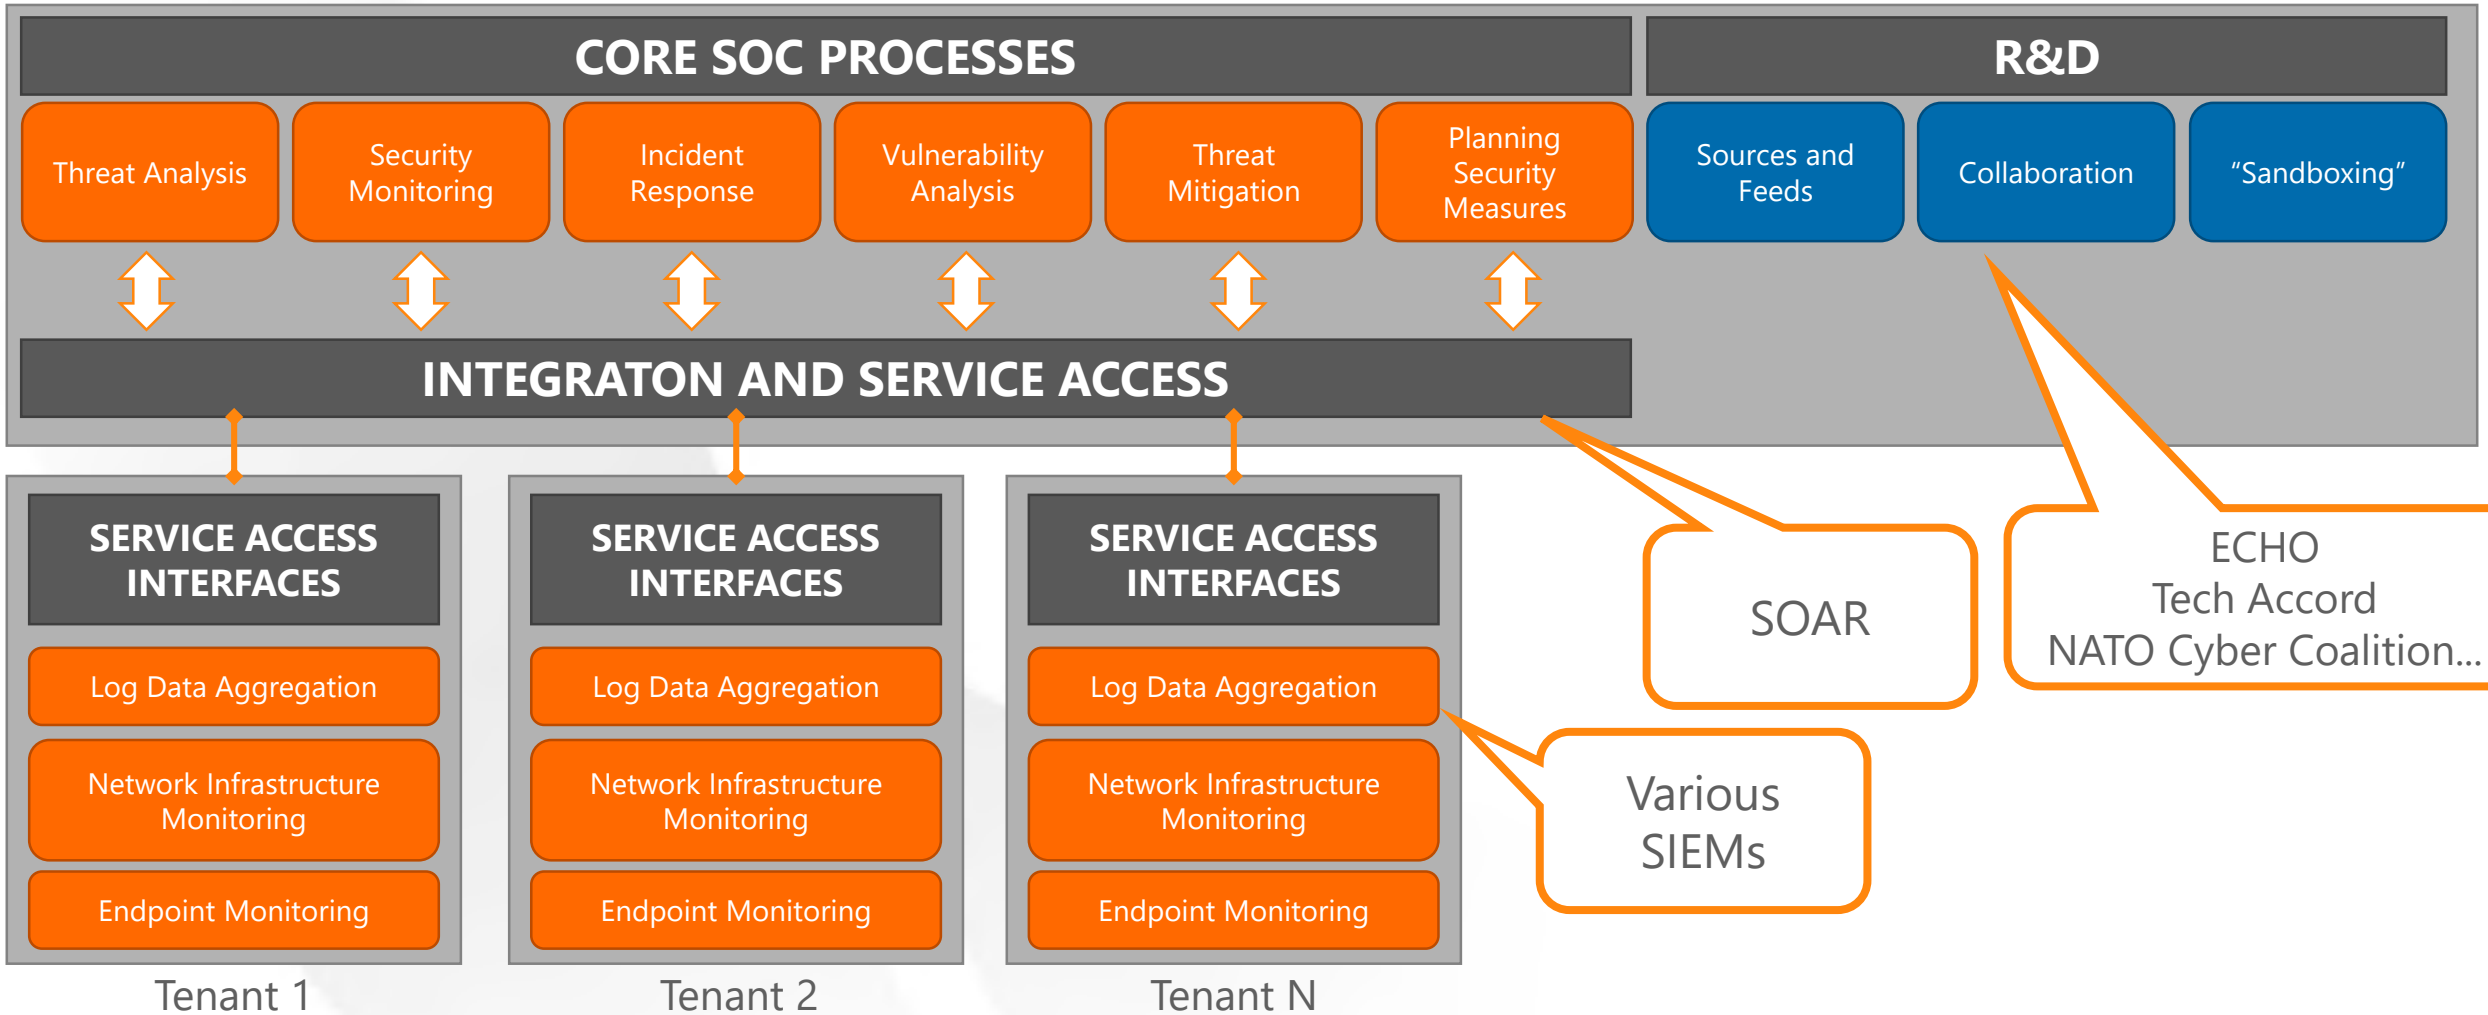 CORE SOC PROCESSES
R&D
Threat Analysis
Security
Monitoring
Incident
Response
Vulnerability
Analysis
Threat
Mitigation
Planning
Security
Measures
Sources and
Feeds
Collaboration
“Sandboxing”
INTEGRATON AND SERVICE ACCESS
SERVICE ACCESS
INTERFACES
Log Data Aggregation
Network Infrastructure
Monitoring
Endpoint Monitoring
Tenant 1
SERVICE ACCESS
INTERFACES
Log Data Aggregation
Network Infrastructure
Monitoring
Endpoint Monitoring
Tenant 2
SERVICE ACCESS
INTERFACES
Log Data Aggregation
Network Infrastructure
Monitoring
Endpoint Monitoring
Tenant N
SOAR
Various
SIEMs
ECHO
Tech Accord
NATO Cyber Coalition...